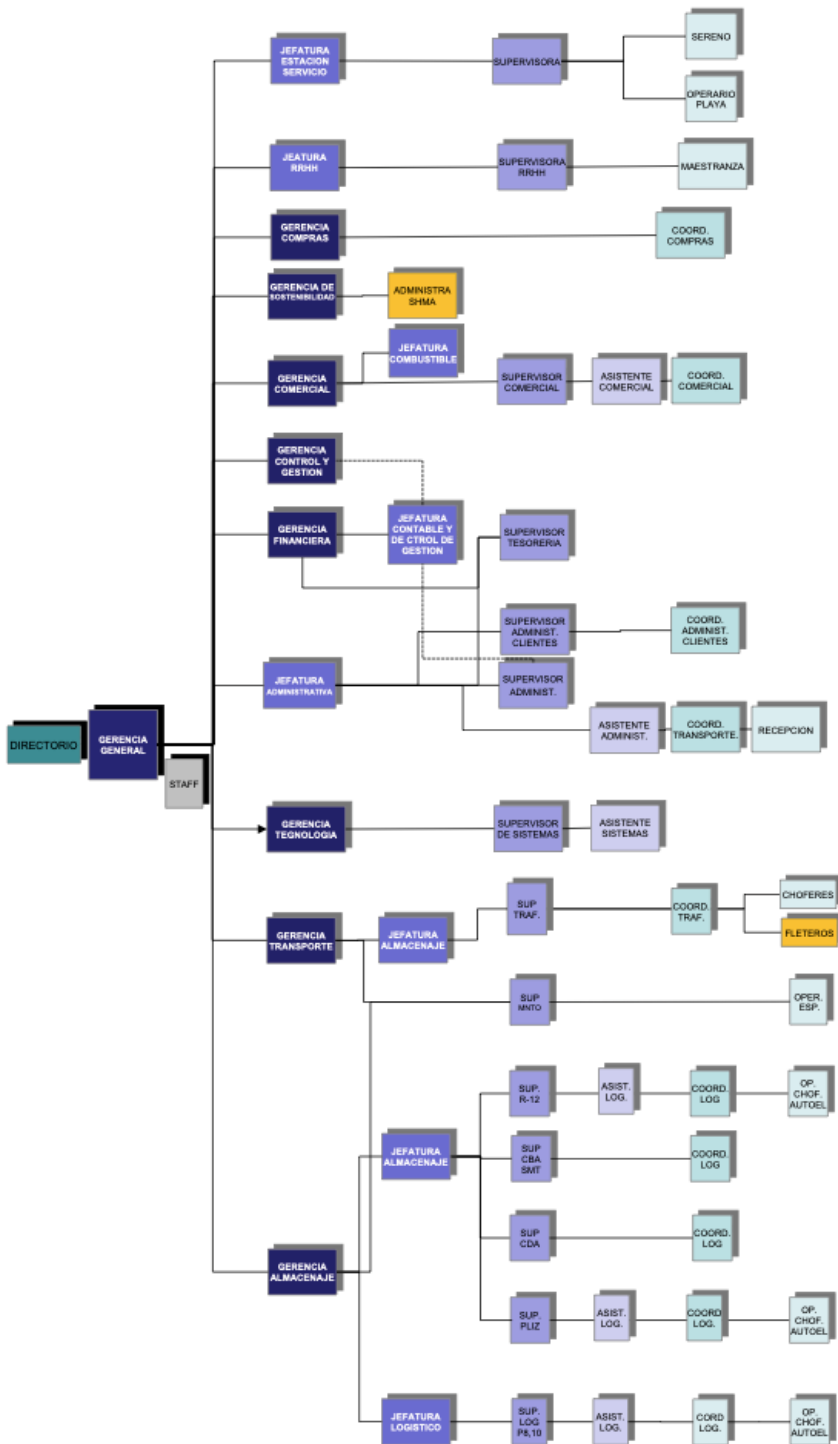 JEFATURA
ESTACION
SERVICIO
SUPERVISORA
SERENO
OPERARIO
PLAYA
JEATURA
RRHH
SUPERVISORA
RRHH
MAESTRANZA
GERENCIA
COMPRAS
COORD.
COMPRAS
GERENCIA DE
SOSTENIBILIDAD
ADMINISTRA
SHMA
JEFATURA
COMBUSTIBLE
GERENCIA
COMERCIAL
SUPERVISOR
COMERCIAL
ASISTENTE
COMERCIAL
COORD.
COMERCIAL
GERENCIA
CONTROL Y
GESTION
GERENCIA
FINANCIERA
JEFATURA
CONTABLE Y
DE CTROL DE
GESTION
SUPERVISOR
TESORERIA
SUPERVISOR
ADMINIST.
CLIENTES
COORD.
ADMINIST.
CLIENTES
JEFATURA
ADMINISTRATIVA
SUPERVISOR
ADMINIST.
ASISTENTE
ADMINIST.
COORD.
TRANSPORTE.
RECEPCION
DIRECTORIO
GERENCIA
GENERAL
STAFF
GERENCIA
TEGNOLOGIA
SUPERVISOR
DE SISTEMAS
ASISTENTE
SISTEMAS
GERENCIA
TRANSPORTE
JEFATURA
ALMACENAJE
SUP
TRAF.
COORD.
TRAF.
CHOFERES
FLETEROS
SUP
MNTO
OPER.
ESP.
JEFATURA
ALMACENAJE
SUP.
R-12
ASIST.
LOG.
COORD.
LOG
OP.
CHOF.
AUTOEL
SUP
CBA
SMT
COORD.
LOG
SUP
CDA
COORD.
LOG
GERENCIA
ALMACENAJE
SUP.
PLIZ
ASIST.
LOG.
COORD
LOG.
OP.
CHOF.
AUTOEL
JEFATURA
LOGISTICO
SUP.
LOG
P8,10
ASIST.
LOG.
CORD
LOG.
OP.
CHOF.
AUTOEL